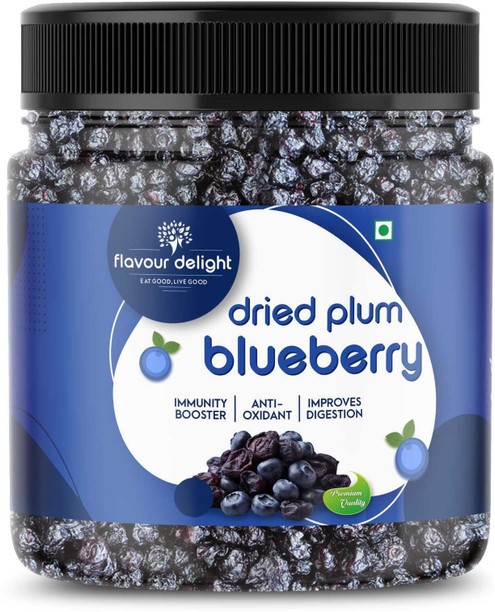 flavour delight
EAT GOOD, LIVE GOOD
dried plum
blueberry
IMMUNITY BOOSTER
ANTI-OXIDANT
IMPROVES DIGESTION
Premium
Quality